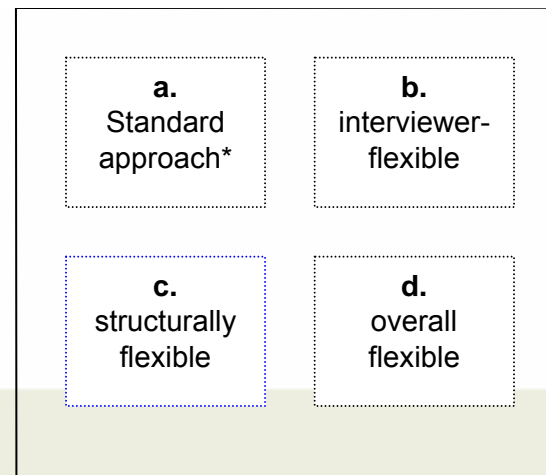 a.
Standard
approach*
b.
interviewer-
flexible
c.
structurally
flexible
d.
overall
flexible